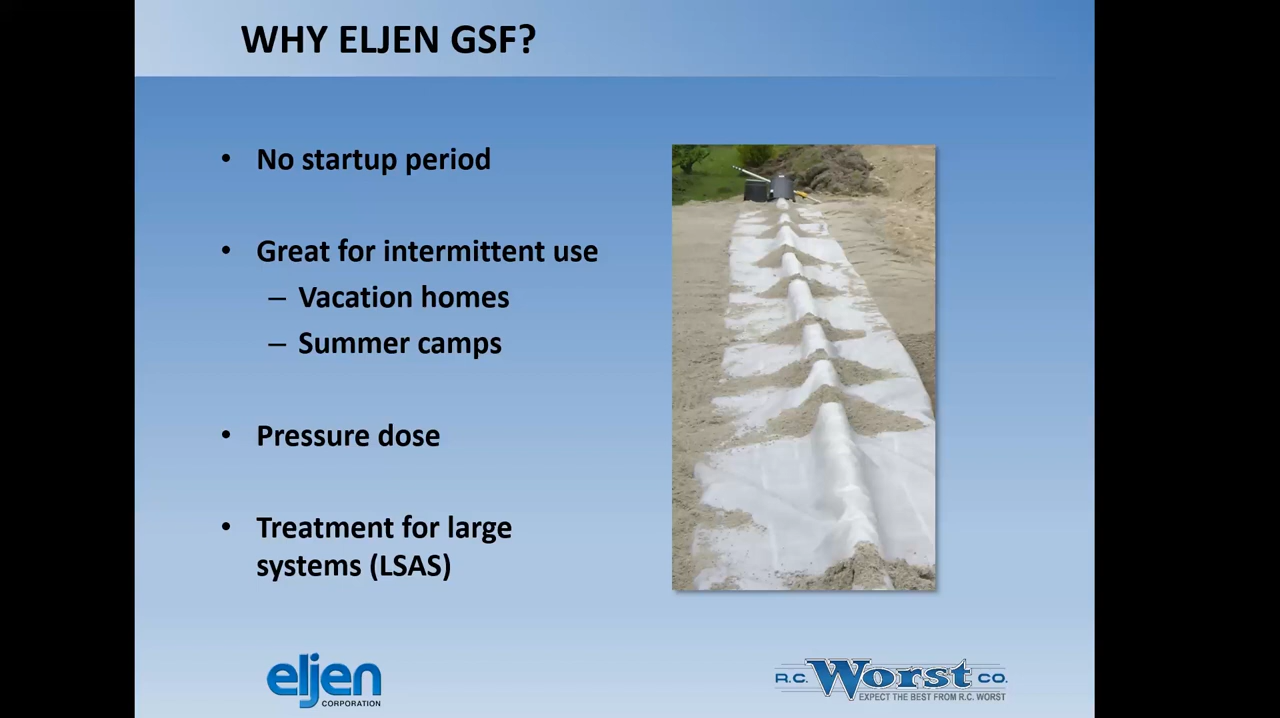 WHY ELJEN GSF?
• No startup period
• Great for intermittent use
– Vacation homes
– Summer camps
• Pressure dose
• Treatment for large
systems (LSAS)
eljen
CORPORATION
R.C. Worst CO.
EXPECT THE BEST FROM R.C. WORST